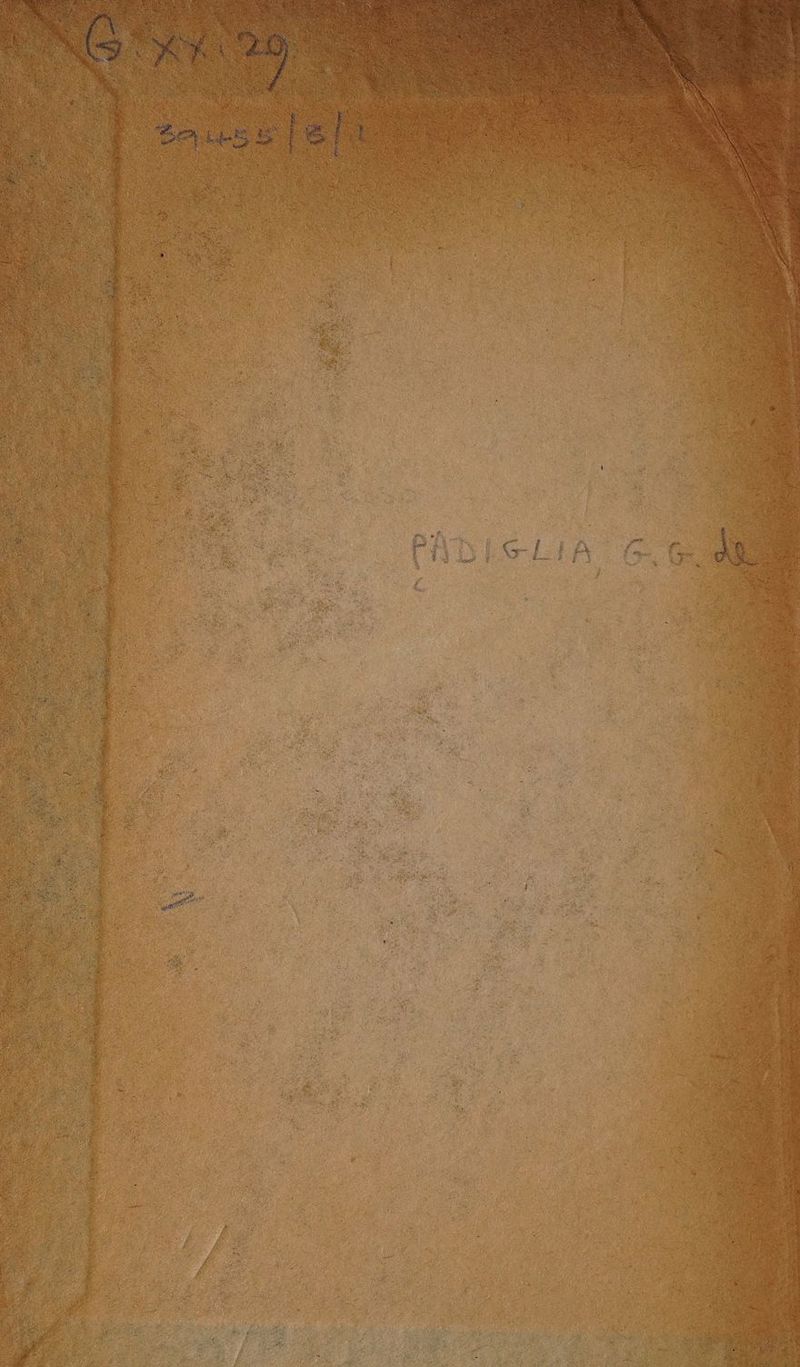 G. xx. 29
39455/B/1
PADIGLIA, G. G. de